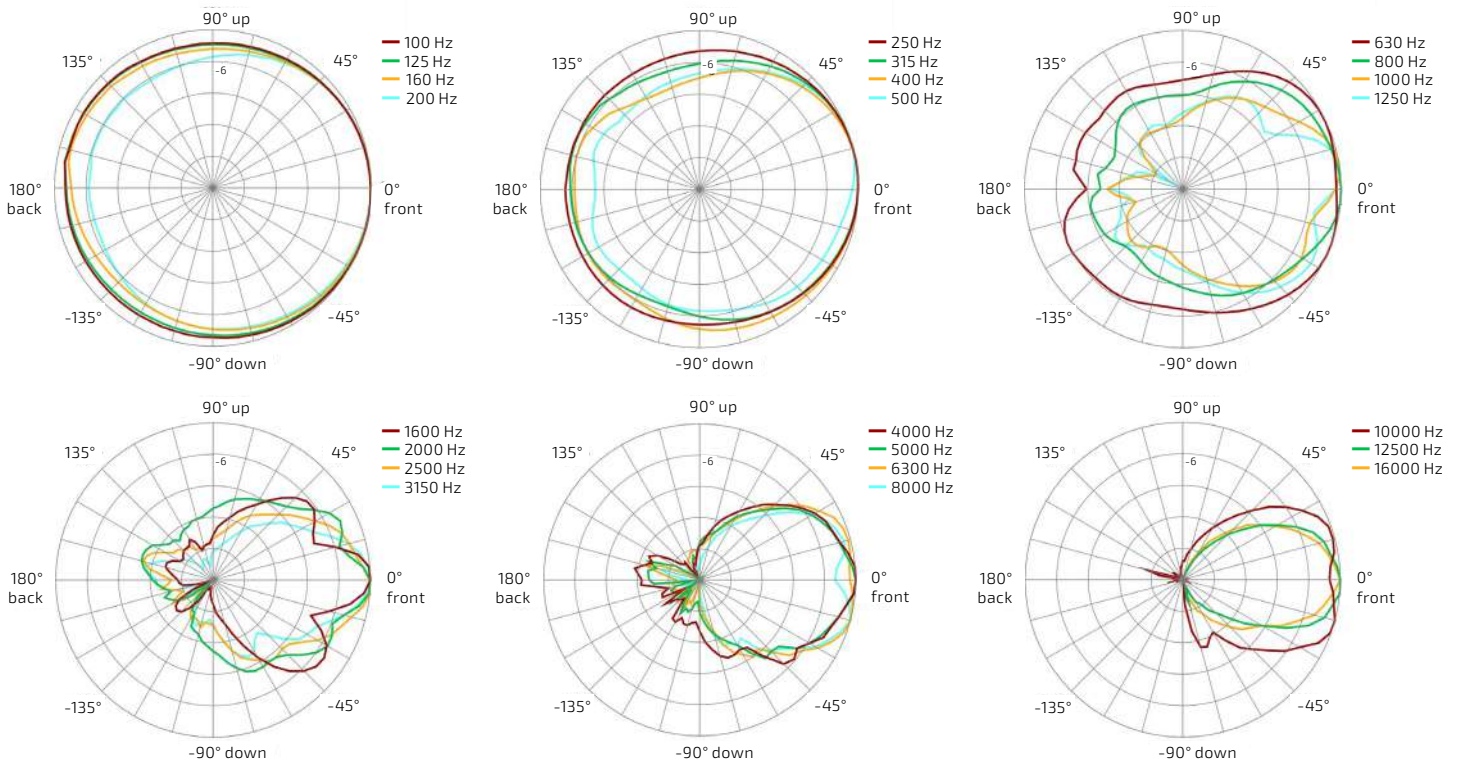 90° up
135°
45°
-6
180°
back
0°
front
-135°
-45°
-90° down
100 Hz
125 Hz
160 Hz
200 Hz
90° up
135°
45°
-6
180°
back
0°
front
-135°
-45°
-90° down
250 Hz
315 Hz
400 Hz
500 Hz
90° up
135°
45°
-6
180°
back
0°
front
-135°
-45°
-90° down
630 Hz
800 Hz
1000 Hz
1250 Hz
90° up
135°
45°
-6
180°
back
0°
front
-135°
-45°
-90° down
1600 Hz
2000 Hz
2500 Hz
3150 Hz
90° up
135°
45°
-6
180°
back
0°
front
-135°
-45°
-90° down
4000 Hz
5000 Hz
6300 Hz
8000 Hz
90° up
135°
45°
-6
180°
back
0°
front
-135°
-45°
-90° down
10000 Hz
12500 Hz
16000 Hz